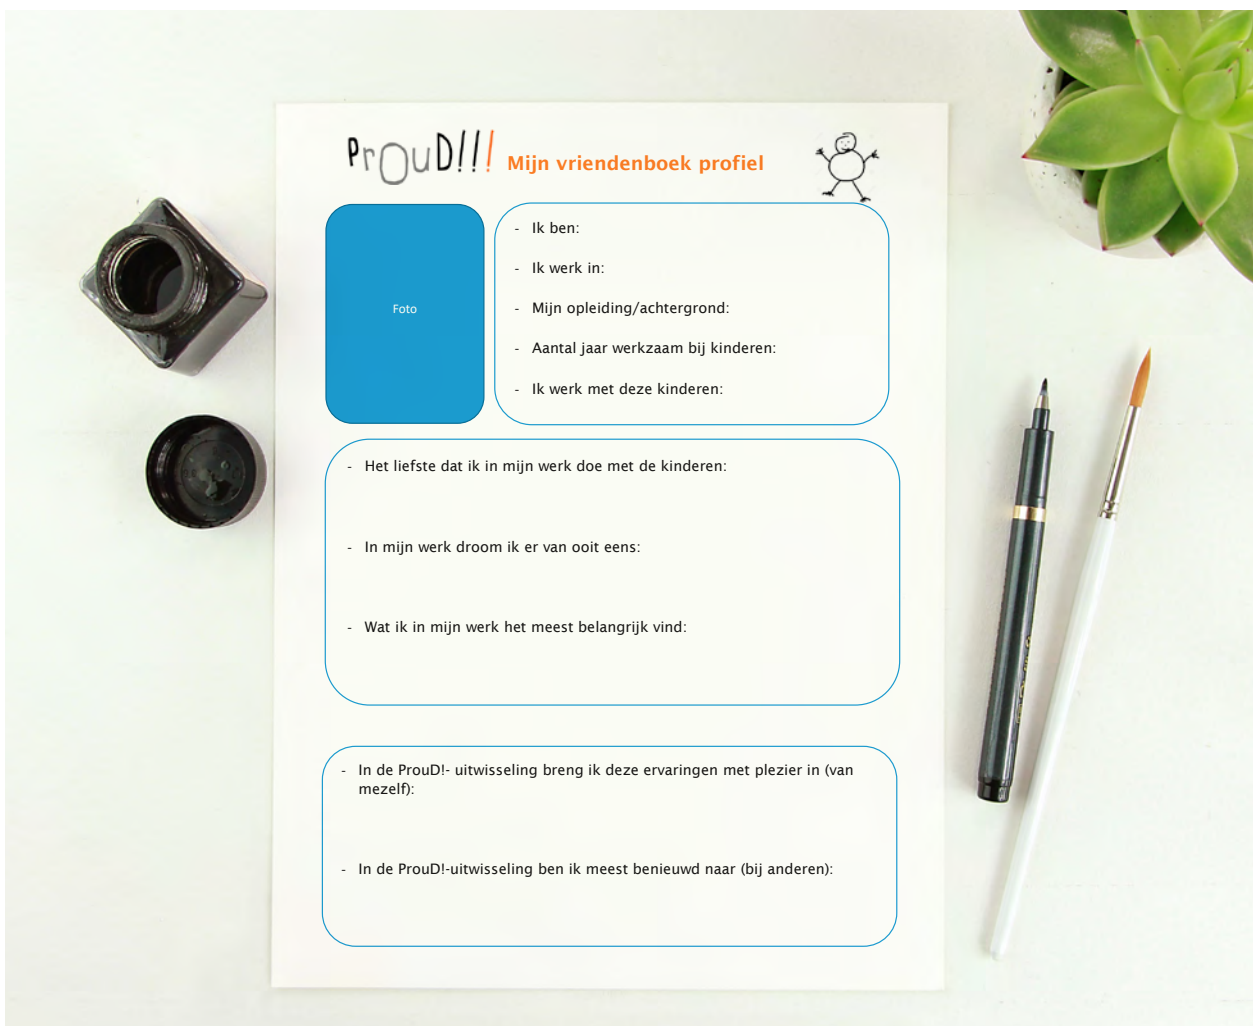 ProuD!!! Mijn vriendenboek profiel
Foto
- Ik ben:
- Ik werk in:
- Mijn opleiding/achtergrond:
- Aantal jaar werkzaam bij kinderen:
- Ik werk met deze kinderen:
- Het liefste dat ik in mijn werk doe met de kinderen:
- In mijn werk droom ik er van ooit eens:
- Wat ik in mijn werk het meest belangrijk vind:
- In de ProuD!- uitwisseling breng ik deze ervaringen met plezier in (van
mezelf):
- In de ProuD!-uitwisseling ben ik meest benieuwd naar (bij anderen):